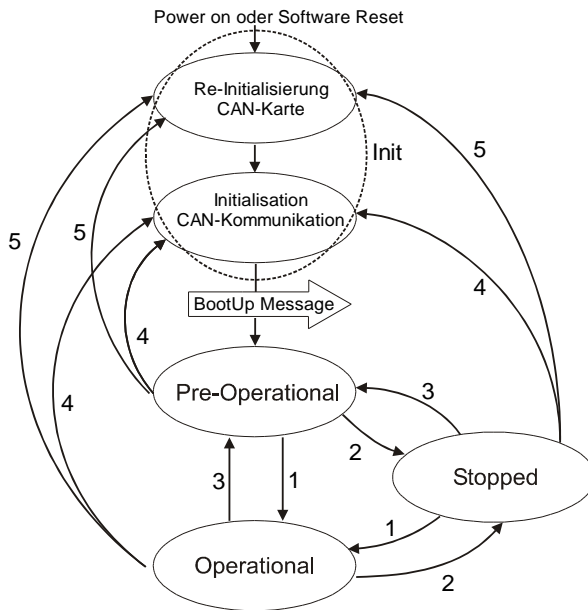 Power on oder Software Reset
Re-Initialisierung
CAN-Karte
Init
5
Initialisation
CAN-Kommunikation
5
5
4
BootUp Message
4
Pre-Operational
3
4
2
Stopped
3
1
1
Operational
2